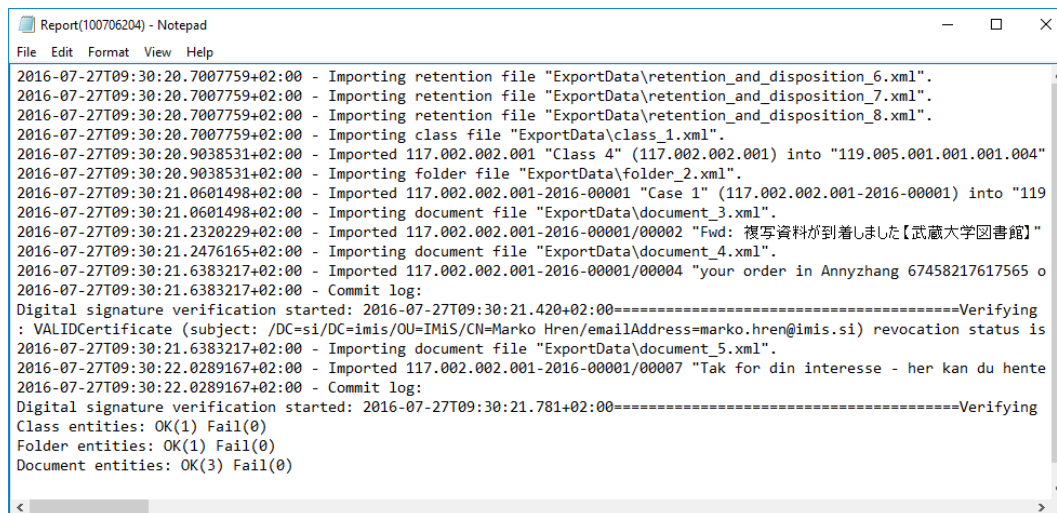 Report(100706204) - Notepad
File Edit Format View Help
2016-07-27T09:30:20.7007759+02:00 - Importing retention file "ExportData\retention_and_disposition_6.xml".
2016-07-27T09:30:20.7007759+02:00 - Importing retention file "ExportData\retention_and_disposition_7.xml".
2016-07-27T09:30:20.7007759+02:00 - Importing retention file "ExportData\retention_and_disposition_8.xml".
2016-07-27T09:30:20.7007759+02:00 - Importing class file "ExportData\class_1.xml".
2016-07-27T09:30:20.9038531+02:00 - Imported 117.002.002.001 "Class 4" (117.002.002.001) into "119.005.001.001.001.004"
2016-07-27T09:30:20.9038531+02:00 - Importing folder file "ExportData\folder_2.xml".
2016-07-27T09:30:21.0601498+02:00 - Imported 117.002.002.001-2016-00001 "Case 1" (117.002.002.001-2016-00001) into "119
2016-07-27T09:30:21.0601498+02:00 - Importing document file "ExportData\document_3.xml".
2016-07-27T09:30:21.2320229+02:00 - Imported 117.002.002.001-2016-00001/00002 "Fwd: 複写資料が到着しました【武蔵大学図書館】"
2016-07-27T09:30:21.2476165+02:00 - Importing document file "ExportData\document_4.xml".
2016-07-27T09:30:21.6383217+02:00 - Imported 117.002.002.001-2016-00001/00004 "your order in Annyzhang 67458217617565 o
2016-07-27T09:30:21.6383217+02:00 - Commit log:
Digital signature verification started: 2016-07-27T09:30:21.420+02:00========================================Verifying
: VALIDCertificate (subject: /DC=si/DC=imis/OU=IMiS/CN=Marko Hren/emailAddress=marko.hren@imis.si) revocation status is
2016-07-27T09:30:21.6383217+02:00 - Importing document file "ExportData\document_5.xml".
2016-07-27T09:30:22.0289167+02:00 - Imported 117.002.002.001-2016-00001/00007 "Tak for din interesse - her kan du hente
2016-07-27T09:30:22.0289167+02:00 - Commit log:
Digital signature verification started: 2016-07-27T09:30:21.781+02:00========================================Verifying
Class entities: OK(1) Fail(0)
Folder entities: OK(1) Fail(0)
Document entities: OK(3) Fail(0)